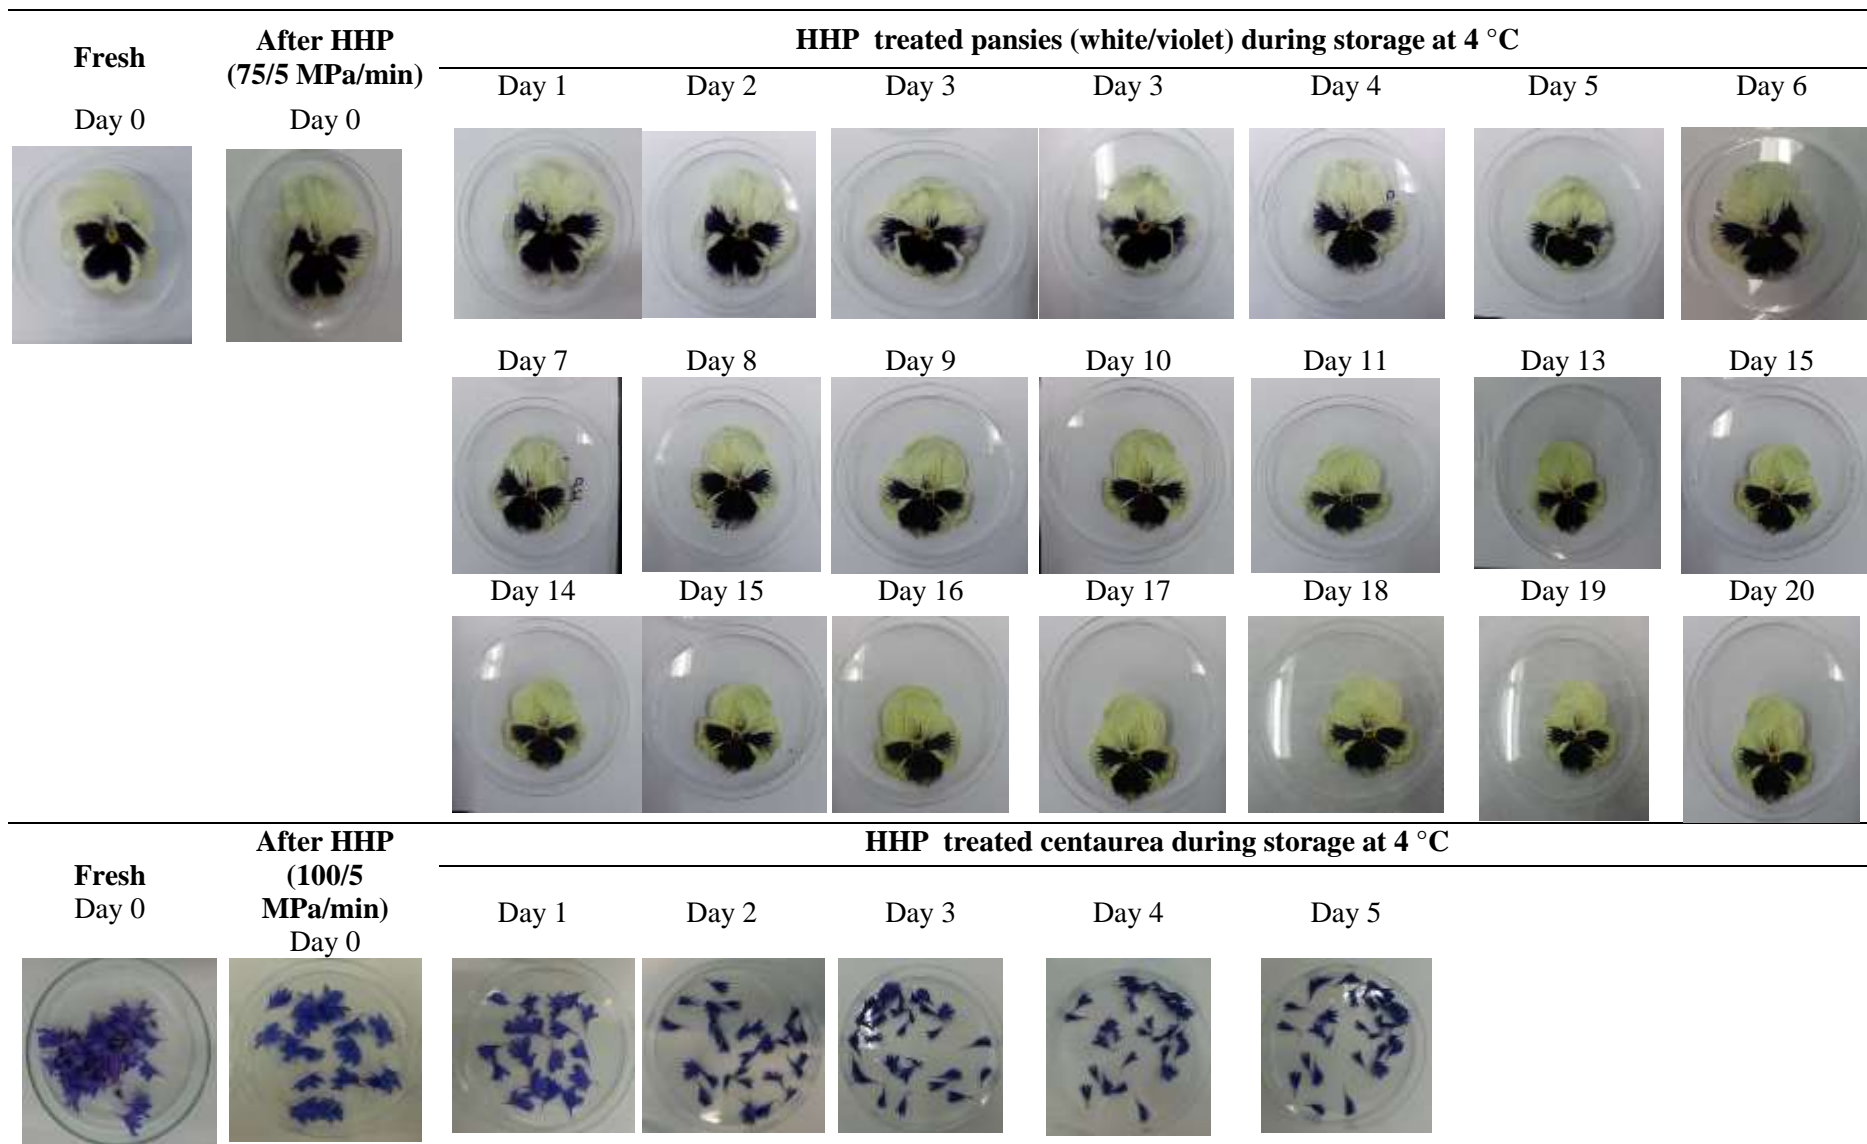 Fresh
Day 0
After HHP
(75/5 MPa/min)
Day 0
HHP treated pansies (white/violet) during storage at 4 °C
Day 1 Day 2 Day 3 Day 3 Day 4 Day 5 Day 6
Day 7 Day 8 Day 9 Day 10 Day 11 Day 13 Day 15
Day 14 Day 15 Day 16 Day 17 Day 18 Day 19 Day 20
Fresh
Day 0
After HHP
(100/5
MPa/min)
Day 0
HHP treated centaurea during storage at 4 °C
Day 1 Day 2 Day 3 Day 4 Day 5